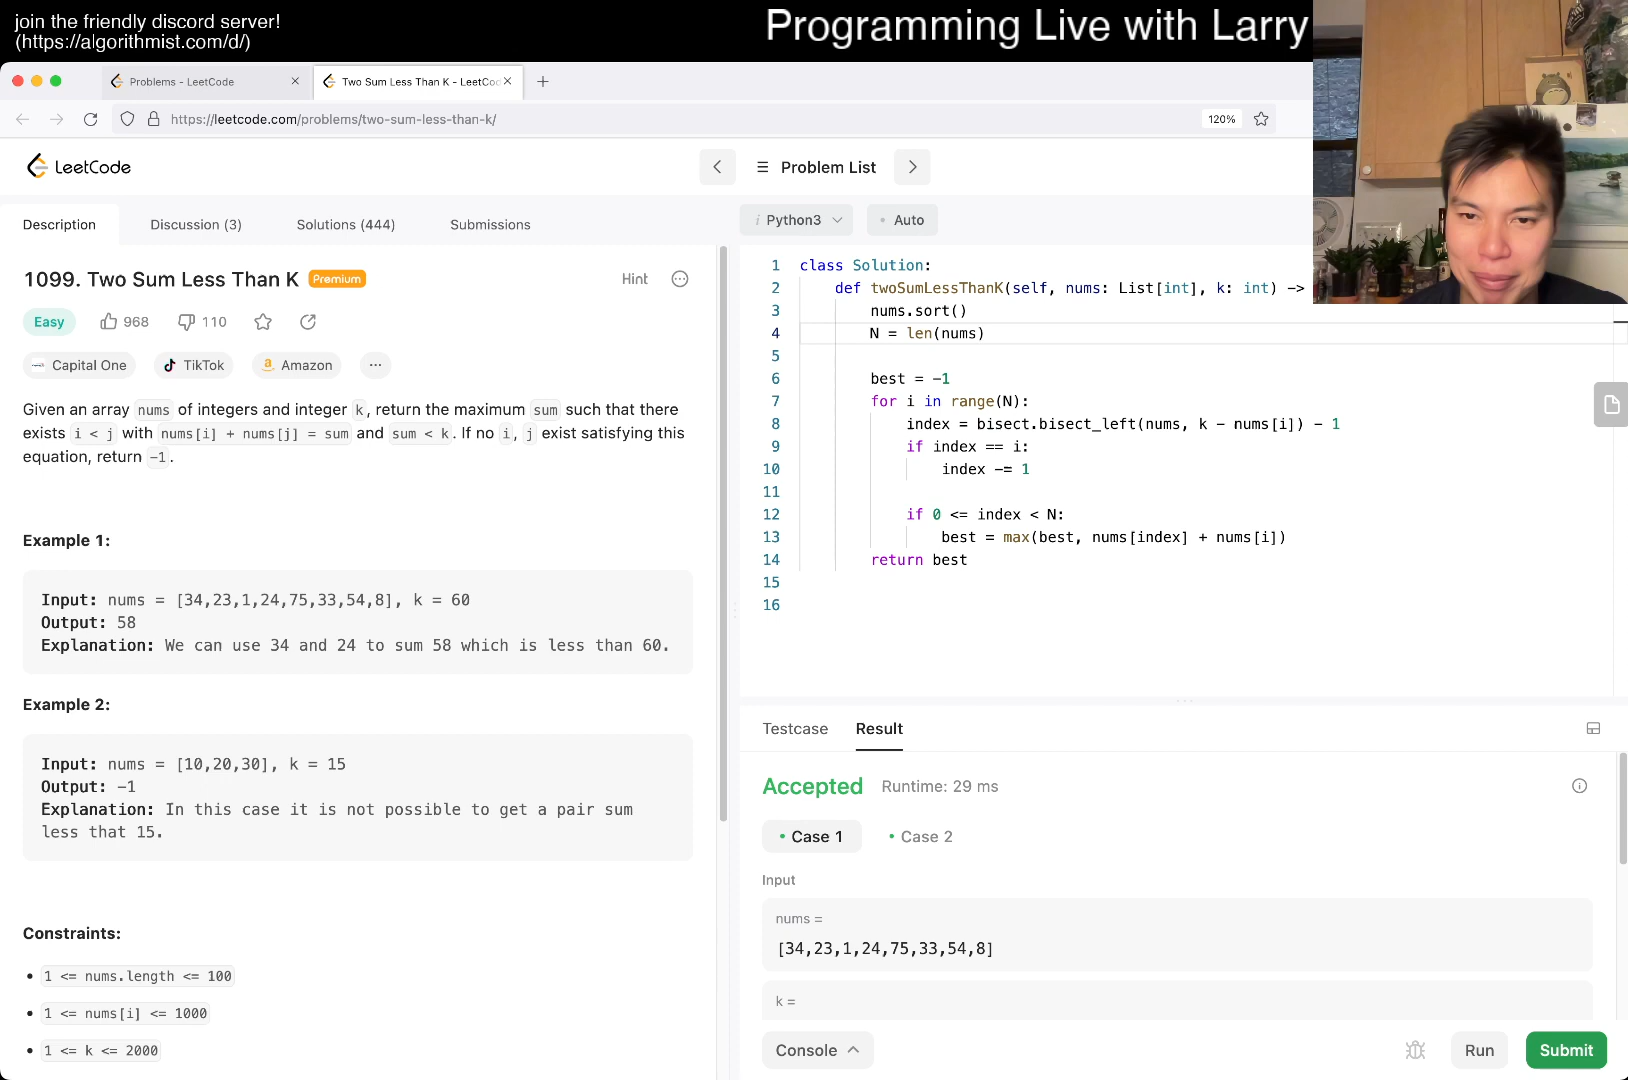 join the friendly discord server!
(https://algorithmist.com/d/)
Programming Live with Larry
Problems - LeetCode
Two Sum Less Than K - LeetCo
https://leetcode.com/problems/two-sum-less-than-k/
120%
LeetCode
Problem List
Description
Discussion (3)
Solutions (444)
Submissions
i Python3
Auto
1099. Two Sum Less Than K
Premium
Hint
Easy
968
110
Capital One
TikTok
Amazon
Given an array nums of integers and integer k, return the maximum sum such that there
exists i < j with nums[i] + nums[j] = sum and sum < k. If no i, j exist satisfying this
equation, return -1.
Example 1:
Input: nums = [34,23,1,24,75,33,54,8], k = 60
Output: 58
Explanation: We can use 34 and 24 to sum 58 which is less than 60.
Example 2:
Input: nums = [10,20,30], k = 15
Output: -1
Explanation: In this case it is not possible to get a pair sum
less that 15.
Constraints:
1 <= nums.length <= 100
1 <= nums[i] <= 1000
1 <= k <= 2000
1 class Solution:
2 def twoSumLessThanK(self, nums: List[int], k: int) ->
3 nums.sort()
4 N = len(nums)
5
6 best = -1
7 for i in range(N):
8 index = bisect.bisect_left(nums, k - nums[i]) - 1
9 if index == i:
10 index -= 1
11
12 if 0 <= index < N:
13 best = max(best, nums[index] + nums[i])
14 return best
15
16
Testcase
Result
Accepted
Runtime: 29 ms
Case 1
Case 2
Input
nums =
[34,23,1,24,75,33,54,8]
k =
Console
Run
Submit